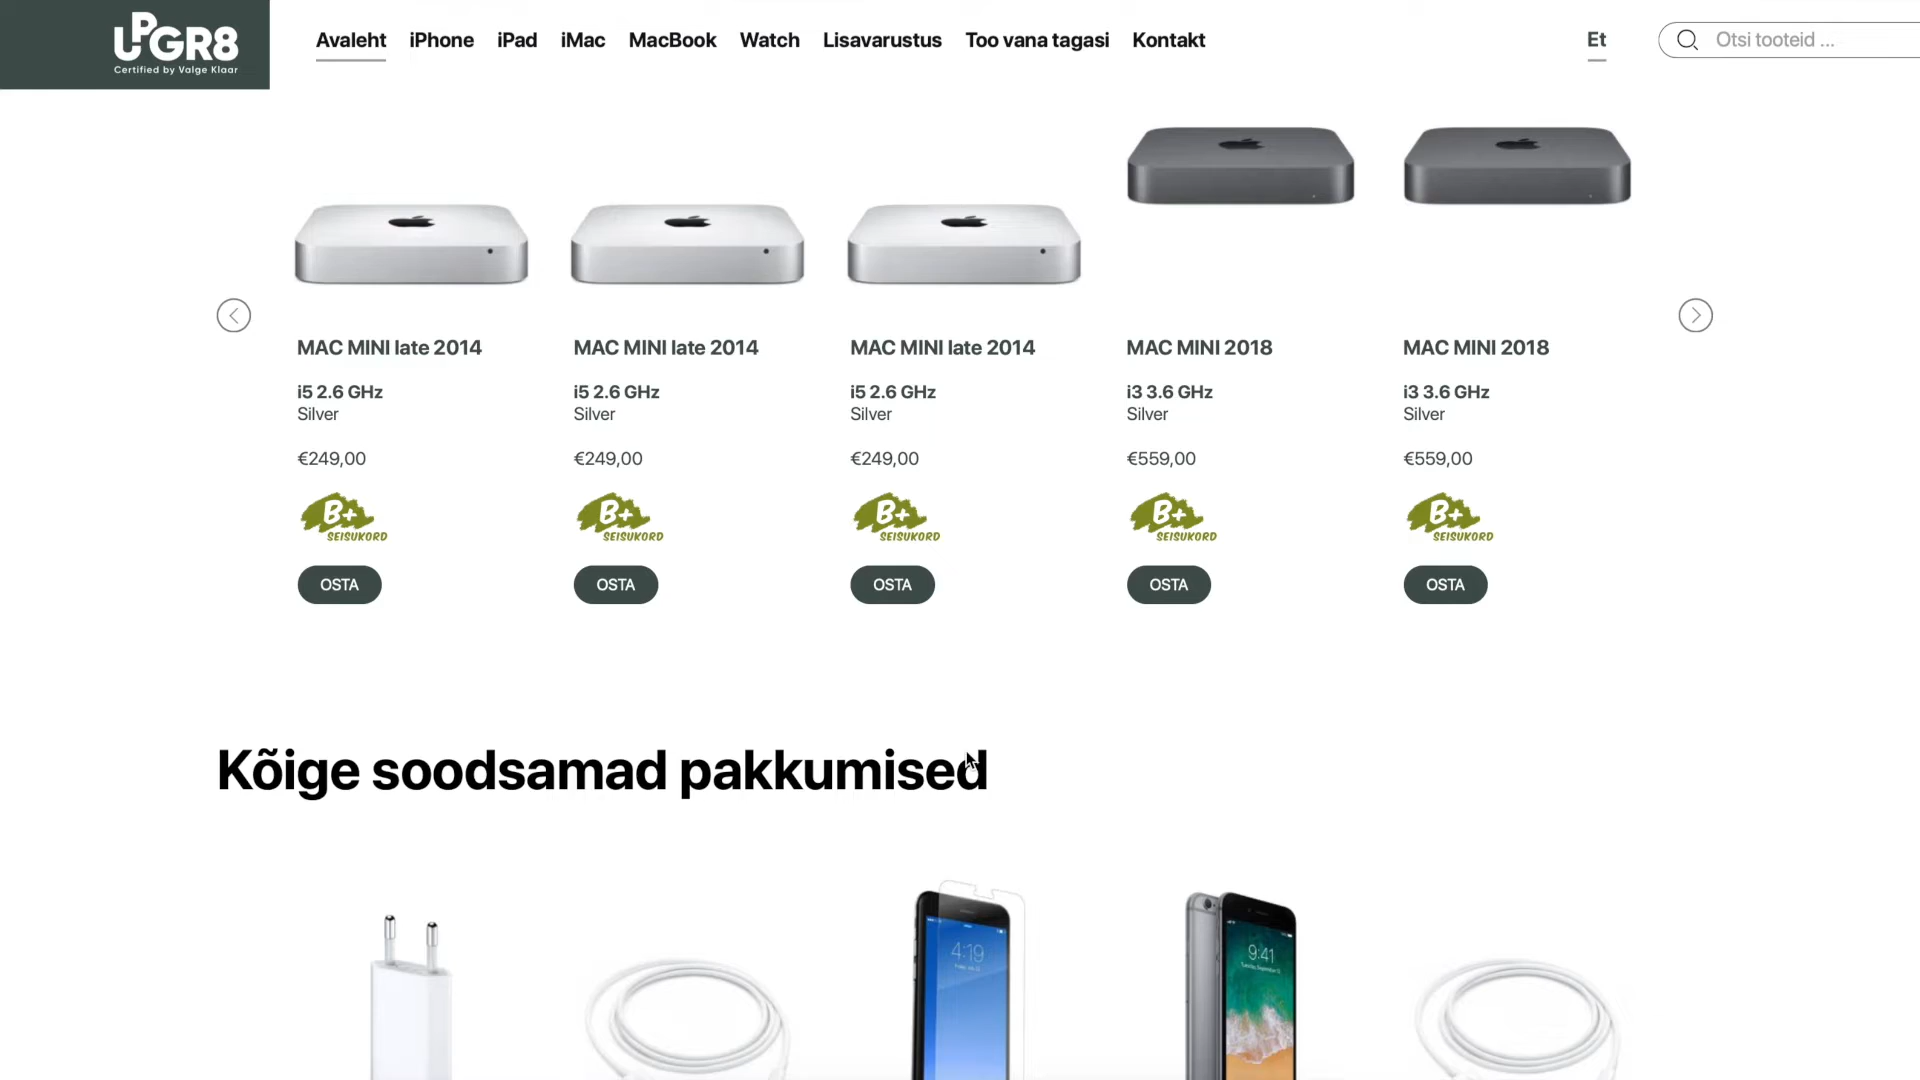 UPGR8
Certified by Valge Klaar
Avaleht iPhone iPad iMac MacBook Watch Lisavarustus Too vana tagasi Kontakt
Et
Otsi tooteid ...
MAC MINI late 2014
i5 2.6 GHz
Silver
€249,00
B+
SEISUKORD
OSTA
MAC MINI late 2014
i5 2.6 GHz
Silver
€249,00
B+
SEISUKORD
OSTA
MAC MINI late 2014
i5 2.6 GHz
Silver
€249,00
B+
SEISUKORD
OSTA
MAC MINI 2018
i3 3.6 GHz
Silver
€559,00
B+
SEISUKORD
OSTA
MAC MINI 2018
i3 3.6 GHz
Silver
€559,00
B+
SEISUKORD
OSTA
Kõige soodsamad pakkumised
4:19
9:41